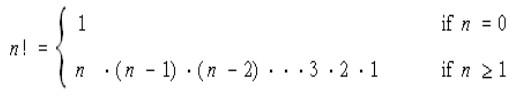 n! = { 1 if n = 0
n · (n − 1) · (n − 2) · · · 3 · 2 · 1 if n ≥ 1